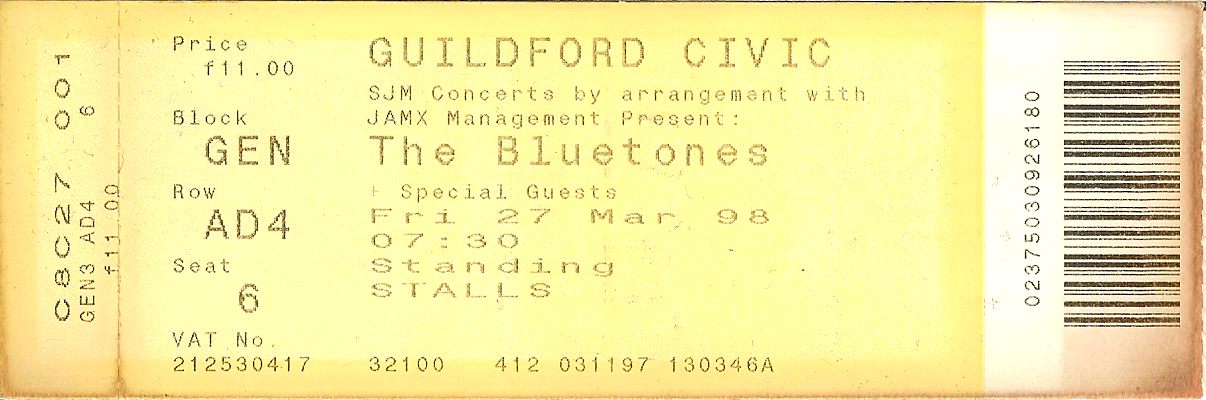 C8C27 001
GEN3 AD4 6
f11.00
Price
f11.00
Block
GEN
Row
AD4
Seat
6
VAT No.
212530417
GUILDFORD CIVIC
SJM Concerts by arrangement with
JAMX Management Present:
The Bluetones
+ Special Guests
Fri 27 Mar 98
07:30
Standing
STALLS
32100 412 031197 130346A
02375030926180